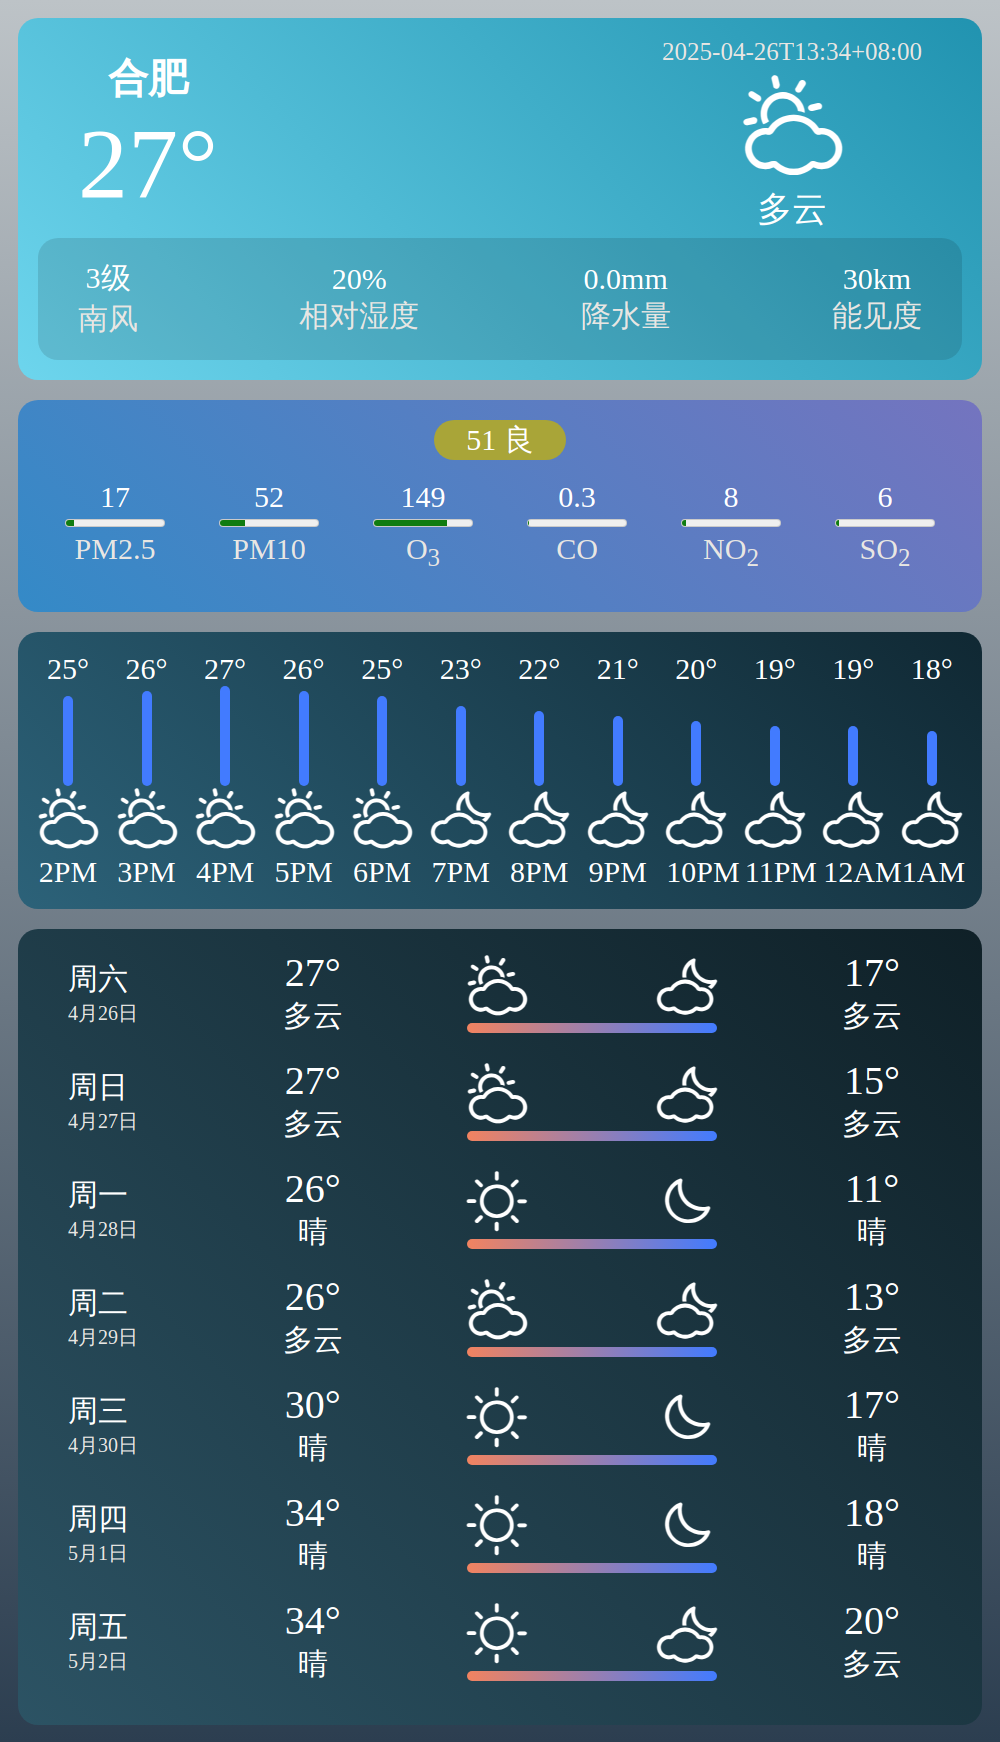 2025-04-26T13:34+08:00
合肥
27°
多云
3级 20% 0.0mm 30km
南风 相对湿度 降水量 能见度
51 良
17 52 149 0.3 8 6
PM2.5 PM10 O3 CO NO2 SO2
25° 26° 27° 26° 25° 23° 22° 21° 20° 19° 19° 18°
2PM 3PM 4PM 5PM 6PM 7PM 8PM 9PM 10PM 11PM 12AM 1AM
周六 27° 17°
4月26日 多云 多云
周日 27° 15°
4月27日 多云 多云
周一 26° 11°
4月28日 晴 晴
周二 26° 13°
4月29日 多云 多云
周三 30° 17°
4月30日 晴 晴
周四 34° 18°
5月1日 晴 晴
周五 34° 20°
5月2日 晴 多云